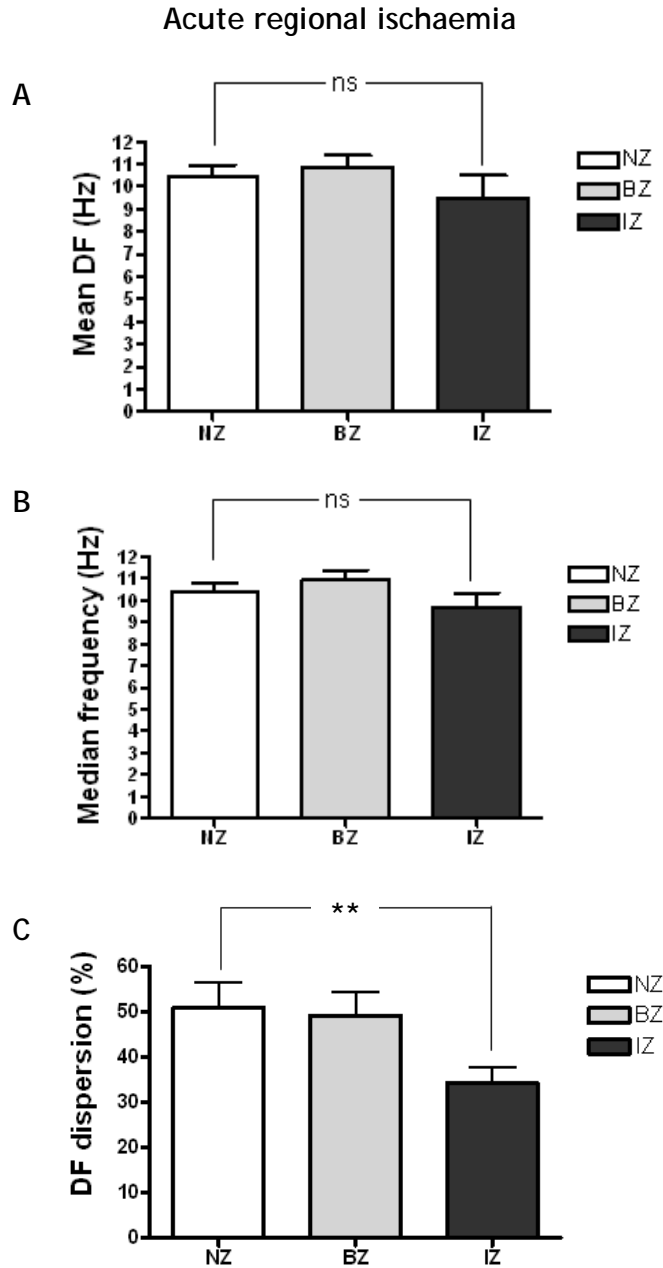 Acute regional ischaemia
A
ns
Mean DF (Hz)
12
11
10
9
8
7
6
5
4
3
2
1
0
NZ
BZ
IZ
NZ
BZ
IZ
B
ns
Median frequency (Hz)
12
11
10
9
8
7
6
5
4
3
2
1
0
NZ
BZ
IZ
NZ
BZ
IZ
C
**
DF dispersion (%)
60
50
40
30
20
10
0
NZ
BZ
IZ
NZ
BZ
IZ